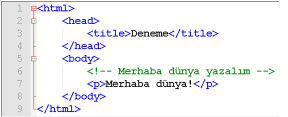 1 <html>
2 <head>
3 <title>Deneme</title>
4 </head>
5 <body>
6 <!-- Merhaba dünya yazalım -->
7 <p>Merhaba dünya!</p>
8 </body>
9 </html>